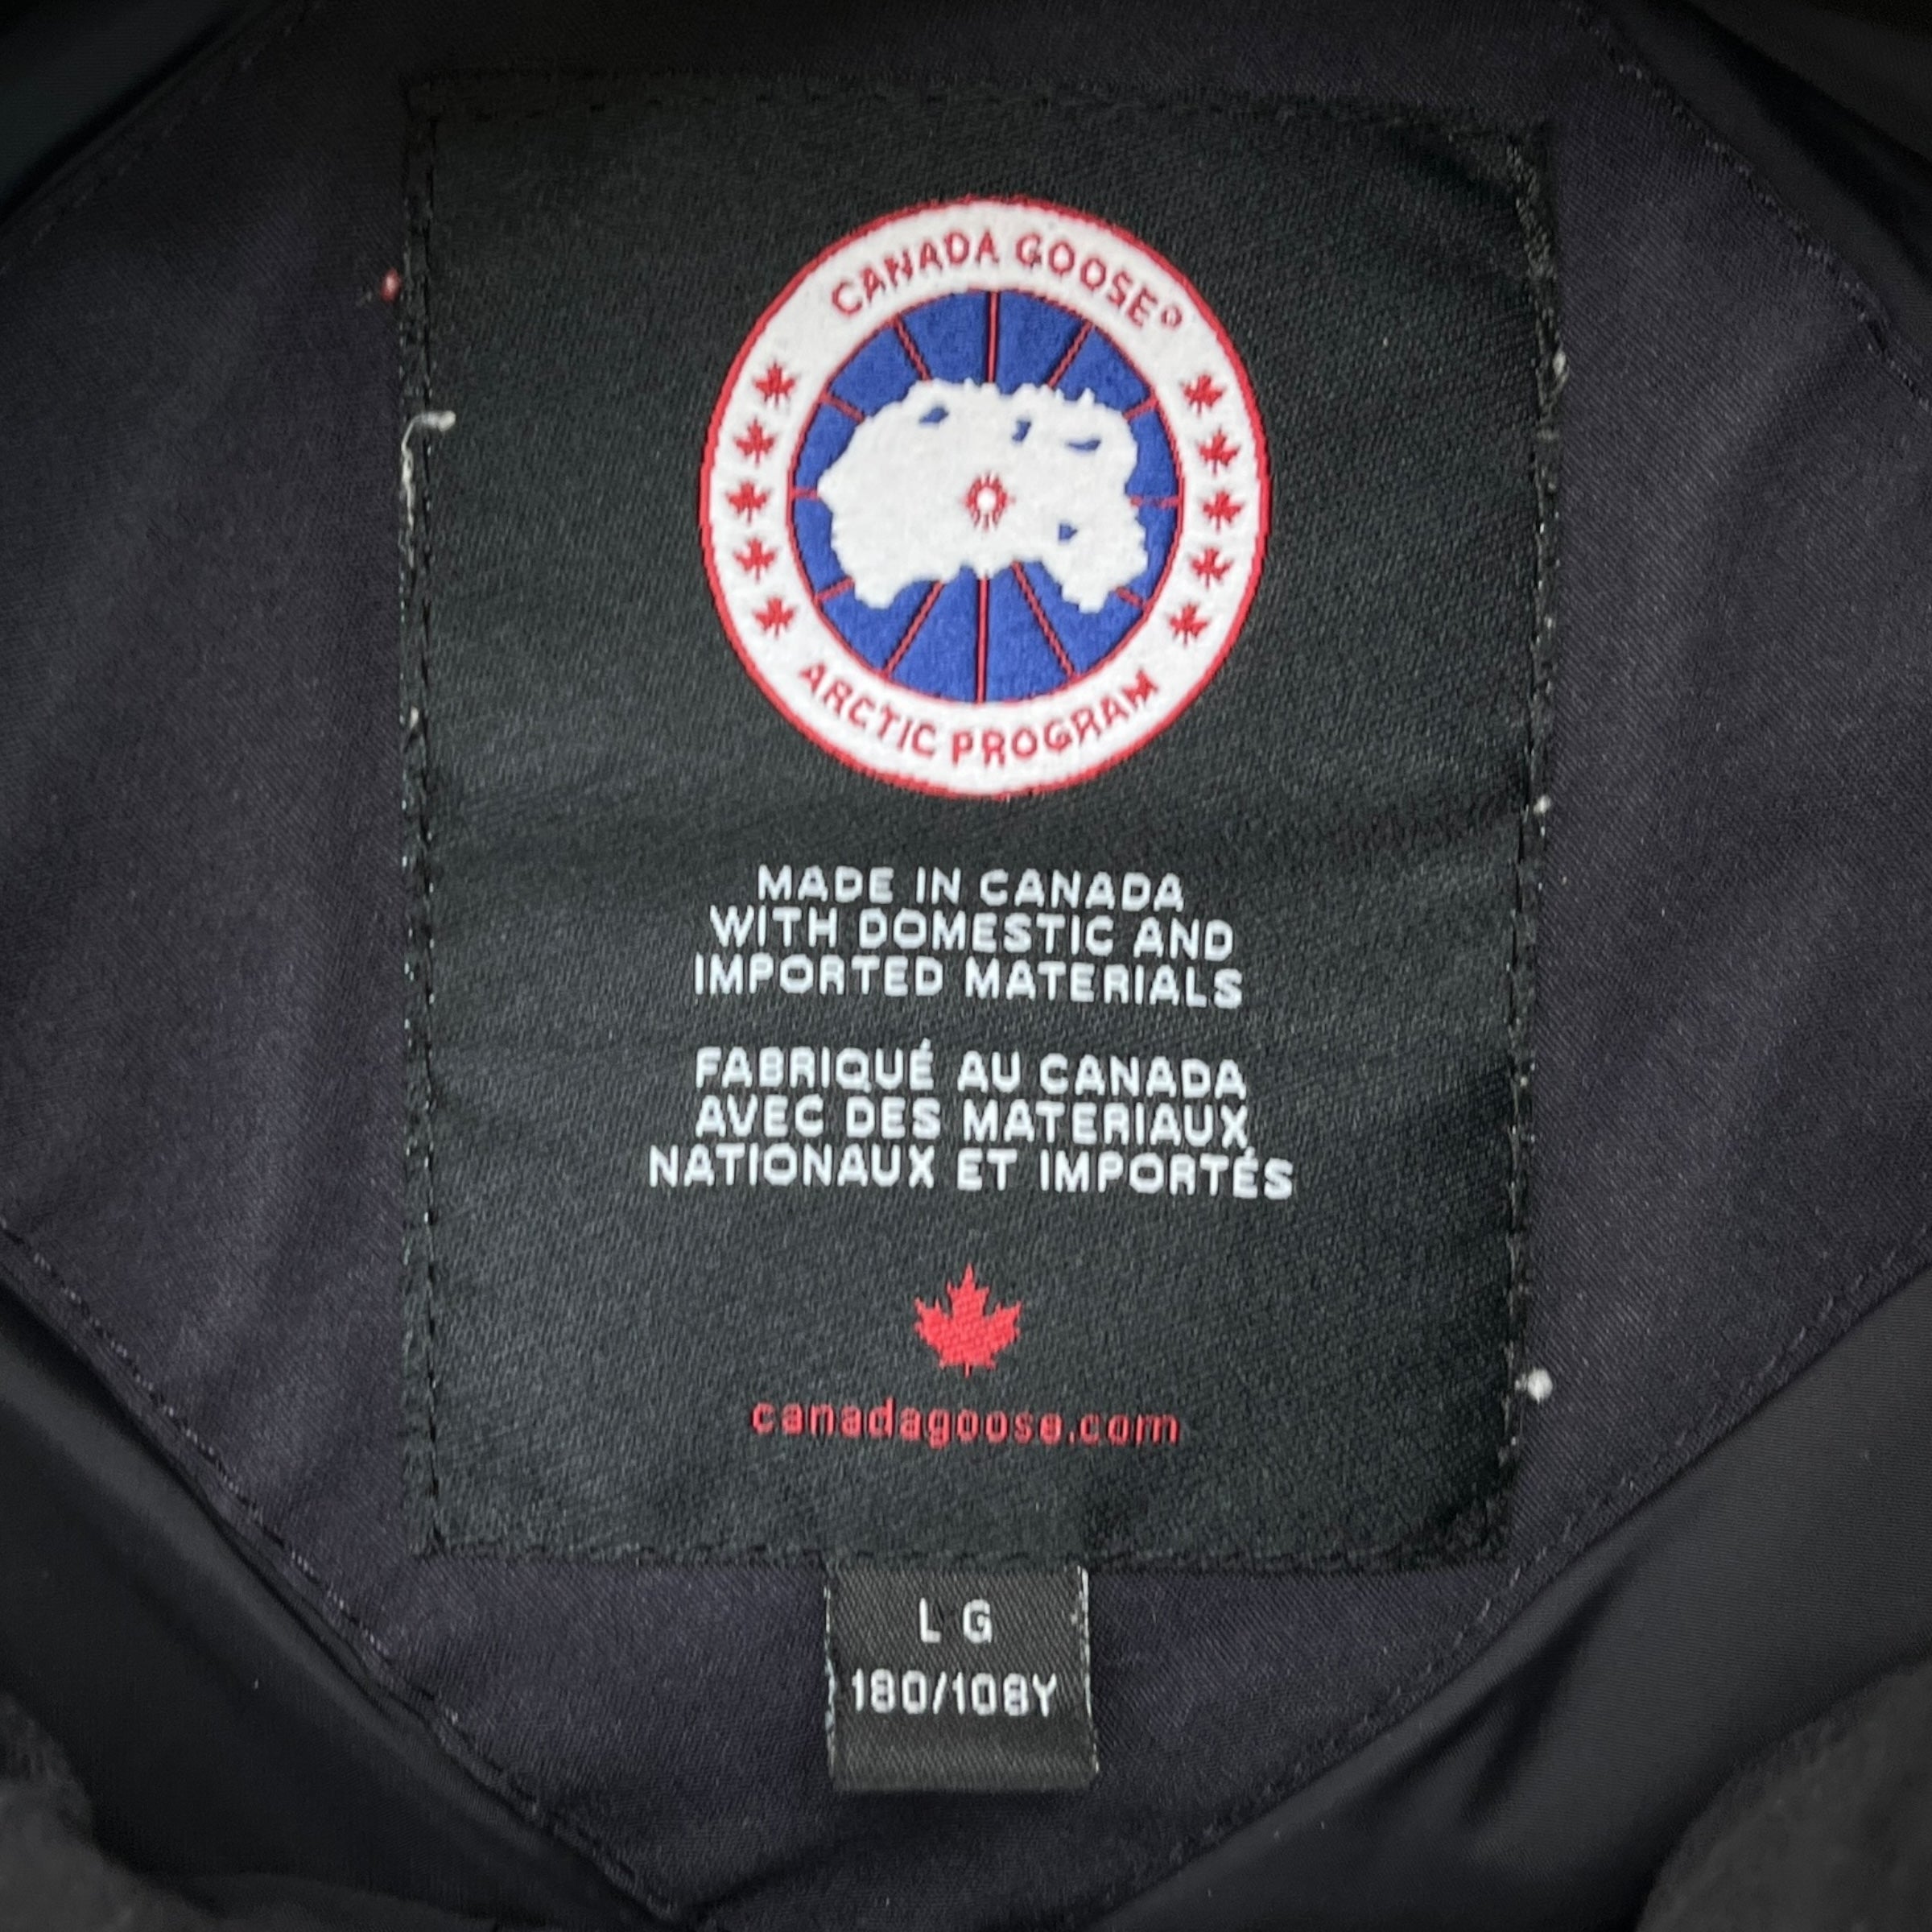 CANADA GOOSE®
ARCTIC PROGRAM
MADE IN CANADA
WITH DOMESTIC AND
IMPORTED MATERIALS
FABRIQUÉ AU CANADA
AVEC DES MATERIAUX
NATIONAUX ET IMPORTÉS
canadagoose.com
LG
180/108Y